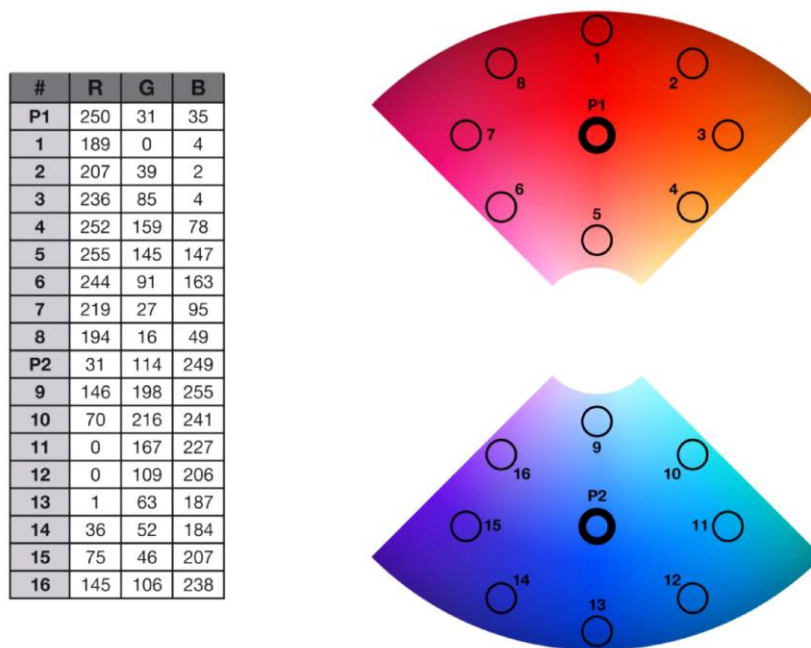 # R G B
P1 250 31 35
1 189 0 4
2 207 39 2
3 236 85 4
4 252 159 78
5 255 145 147
6 244 91 163
7 219 27 95
8 194 16 49
P2 31 114 249
9 146 198 255
10 70 216 241
11 0 167 227
12 0 109 206
13 1 63 187
14 36 52 184
15 75 46 207
16 145 106 238
1
8
2
P1
7
3
6
4
5
9
16
10
P2
15
11
14
12
13